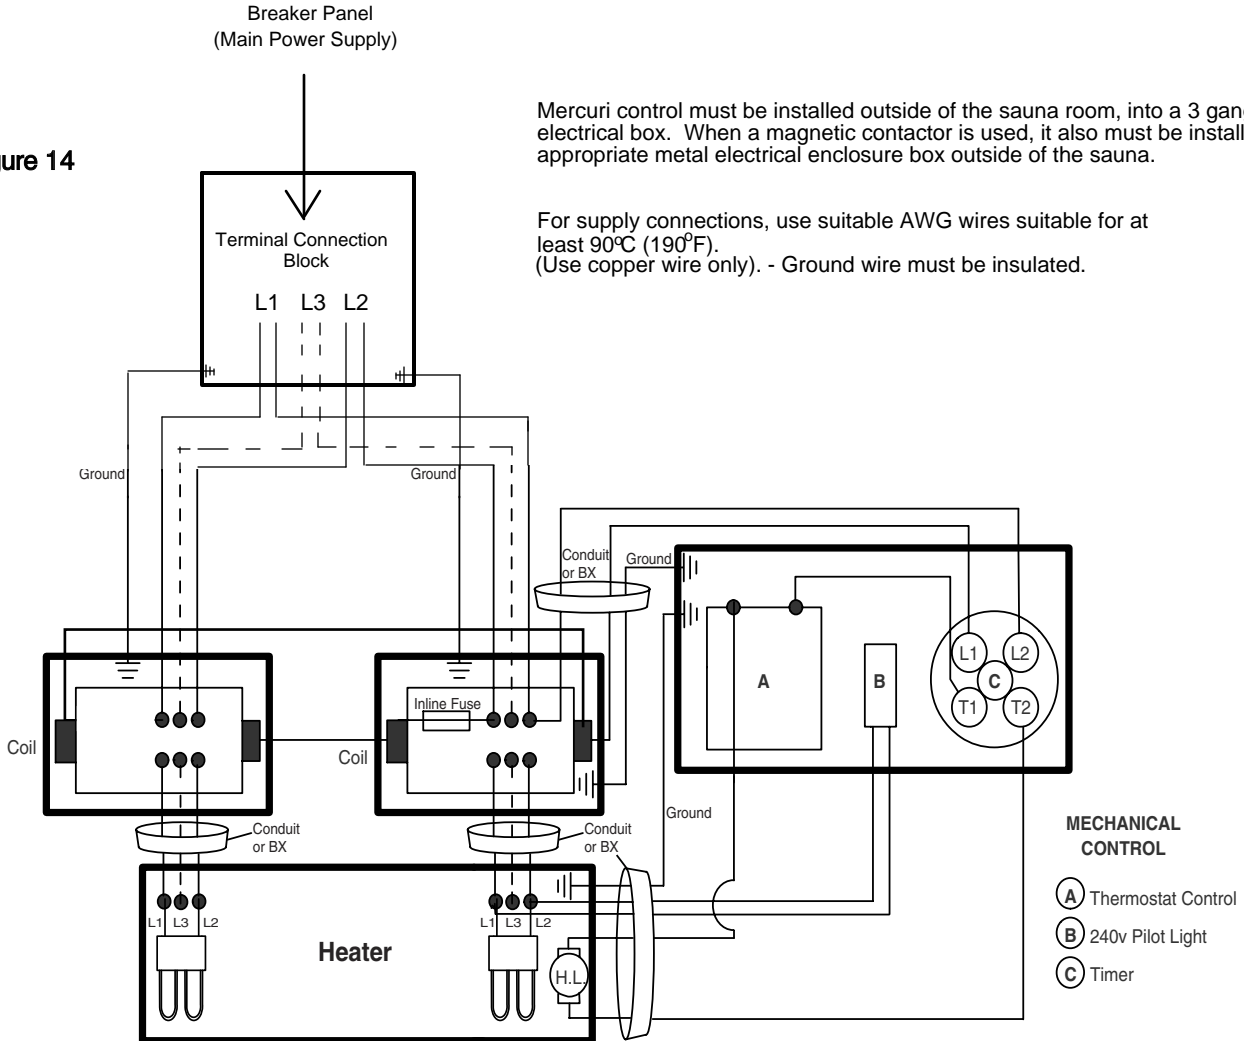 Breaker Panel
(Main Power Supply)
Mercuri control must be installed outside of the sauna room, into a 3
electrical box. When a magnetic contactor is used, it also must be
appropriate metal electrical enclosure box outside of the sauna.
14
Terminal Connection
Block
For supply connections, use suitable AWG wires suitable for at
least 90ºC (190°F).
(Use copper wire only). - Ground wire must be insulated.
L1 L3 L2
Ground
Ground
Conduit
or BX
Ground
Inline Fuse
Coil
Coil
A
B
C
L1
L2
T1
T2
Ground
Conduit
or BX
Conduit
or BX
MECHANICAL
CONTROL
A Thermostat Control
B 240v Pilot Light
C Timer
L1 L3 L2
L1 L3 L2
Heater
H.L.